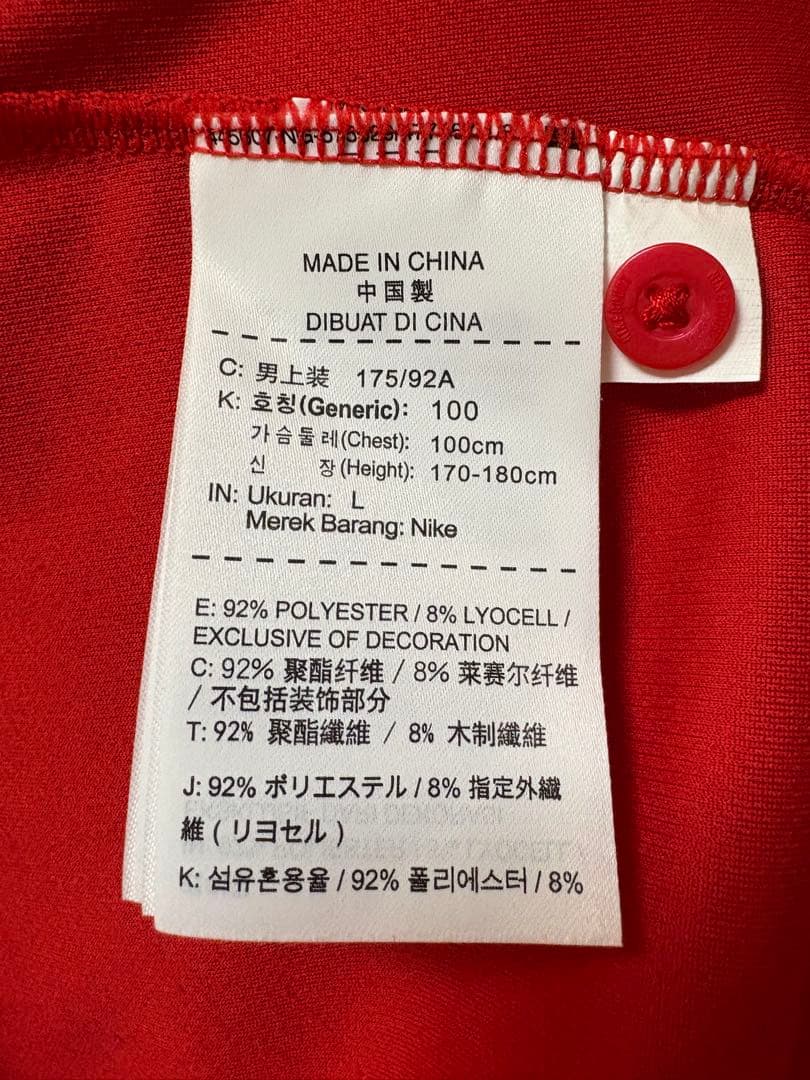 MADE IN CHINA
中国製
DIBUAT DI CINA
C: 男上装 175/92A
K: 호칭(Generic): 100
가슴둘레(Chest): 100cm
신 장(Height): 170-180cm
IN: Ukuran: L
Merek Barang: Nike
E: 92% POLYESTER / 8% LYOCELL /
EXCLUSIVE OF DECORATION
C: 92% 聚酯纤维 / 8% 莱赛尔纤维
/ 不包括装饰部分
T: 92% 聚酯纖維 / 8% 木制纖維
J: 92% ポリエステル / 8% 指定外繊
維 ( リヨセル )
K: 섬유혼용율 / 92% 폴리에스터 / 8%